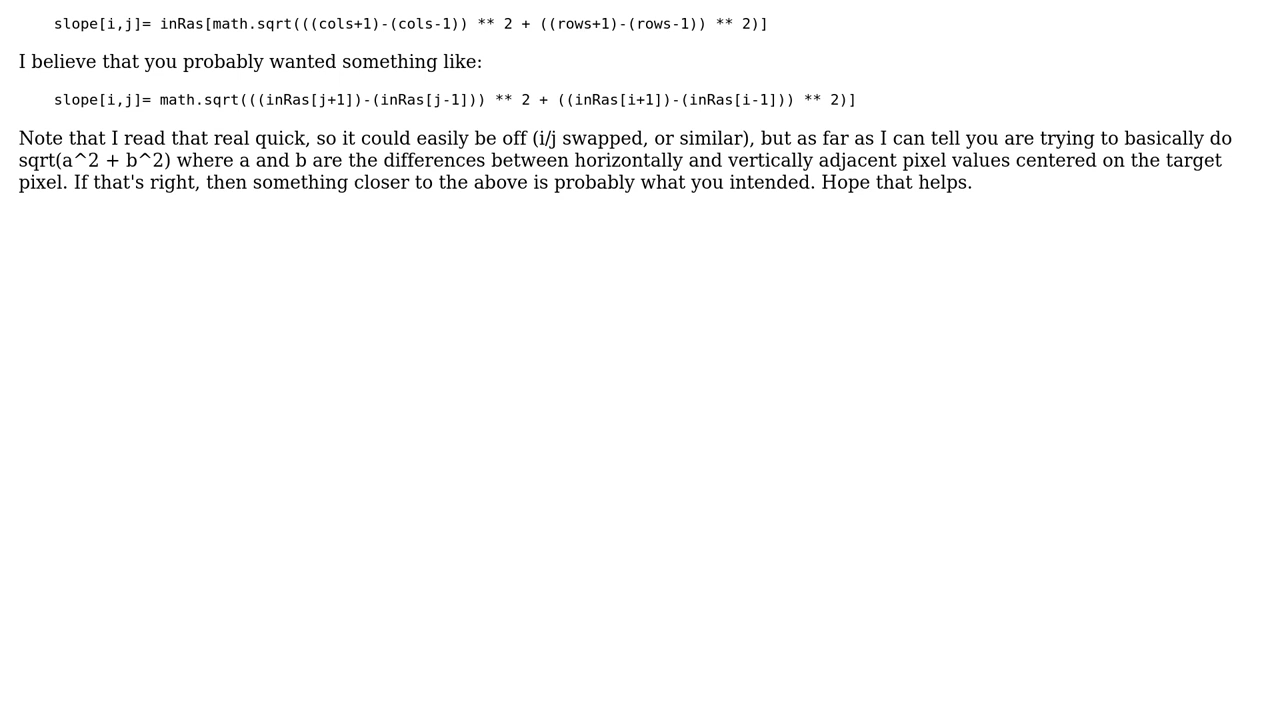 slope[i,j]= inRas[math.sqrt(((cols+1)-(cols-1)) ** 2 + ((rows+1)-(rows-1)) ** 2)]
I believe that you probably wanted something like:
slope[i,j]= math.sqrt(((inRas[j+1])-(inRas[j-1])) ** 2 + ((inRas[i+1])-(inRas[i-1])) ** 2)]
Note that I read that real quick, so it could easily be off (i/j swapped, or similar), but as far as I can tell you are trying to basically do
sqrt(a^2 + b^2) where a and b are the differences between horizontally and vertically adjacent pixel values centered on the target
pixel. If that's right, then something closer to the above is probably what you intended. Hope that helps.